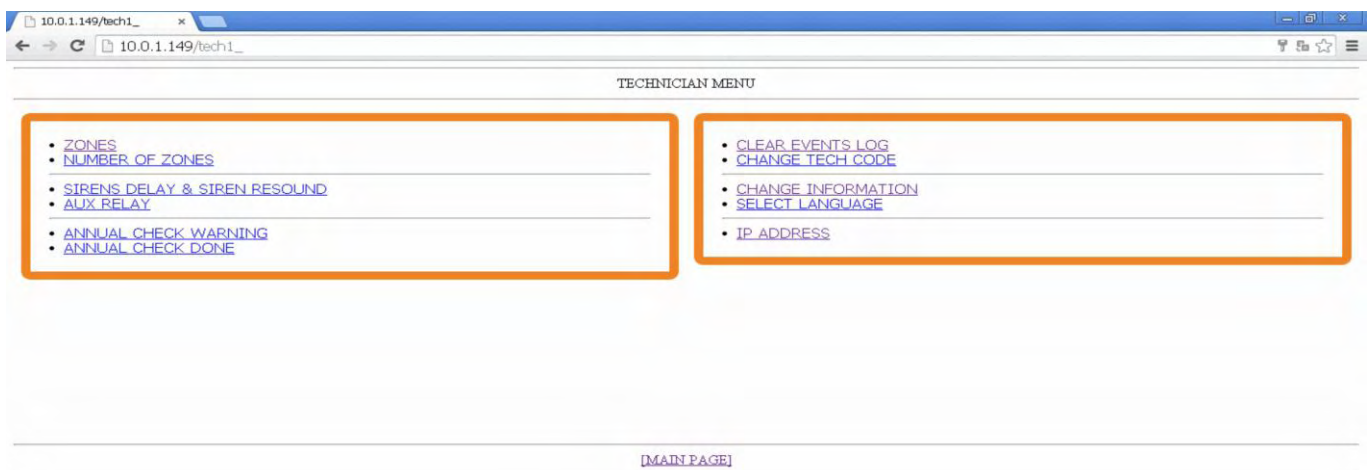 10.0.1.149/tech1_
10.0.1.149/tech1_
TECHNICIAN MENU
ZONES
NUMBER OF ZONES
SIRENS DELAY & SIREN RESOUND
AUX RELAY
ANNUAL CHECK WARNING
ANNUAL CHECK DONE
CLEAR EVENTS LOG
CHANGE TECH CODE
CHANGE INFORMATION
SELECT LANGUAGE
IP ADDRESS
[MAIN PAGE]